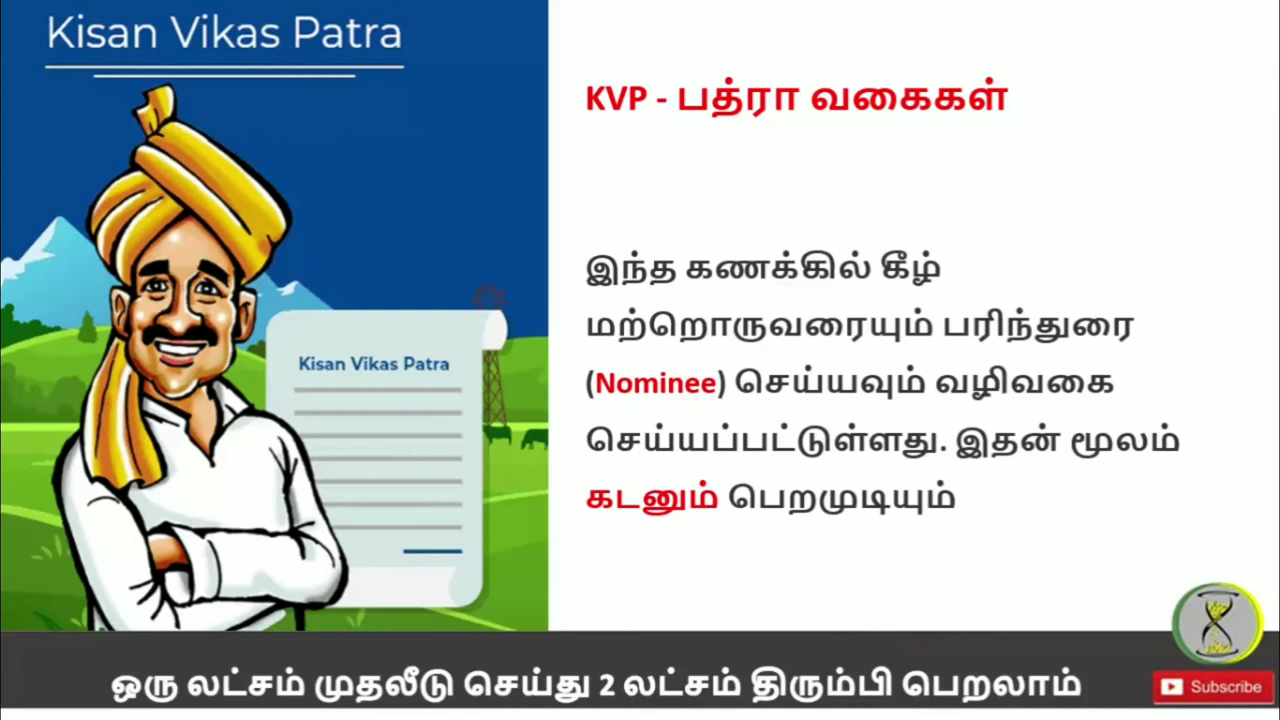 Kisan Vikas Patra
Kisan Vikas Patra
KVP - பத்ரா வகைகள்
இந்த கணக்கில் கீழ்
மற்றொருவரையும் பரிந்துரை
(Nominee) செய்யவும் வழிவகை
செய்யப்பட்டுள்ளது. இதன் மூலம்
கடனும் பெறமுடியும்
ஒரு லட்சம் முதலீடு செய்து 2 லட்சம் திரும்பி பெறலாம்
Subscribe